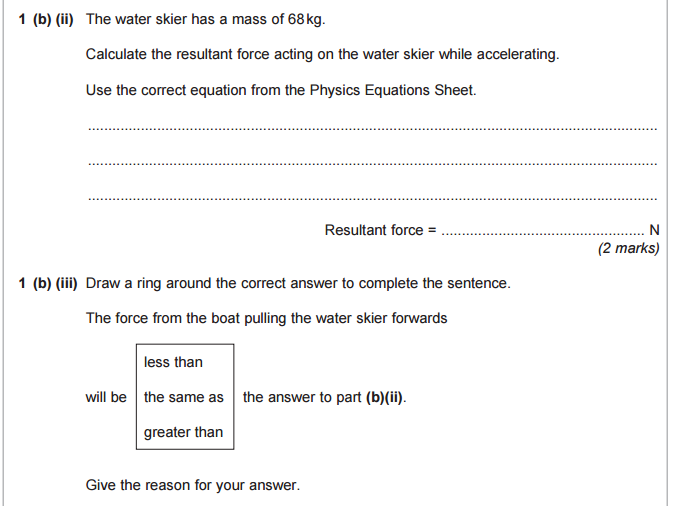 1 (b) (ii) The water skier has a mass of 68 kg.
Calculate the resultant force acting on the water skier while accelerating.
Use the correct equation from the Physics Equations Sheet.
Resultant force = .................................................. N
(2 marks)
1 (b) (iii) Draw a ring around the correct answer to complete the sentence.
The force from the boat pulling the water skier forwards
less than
will be the same as the answer to part (b)(ii).
greater than
Give the reason for your answer.